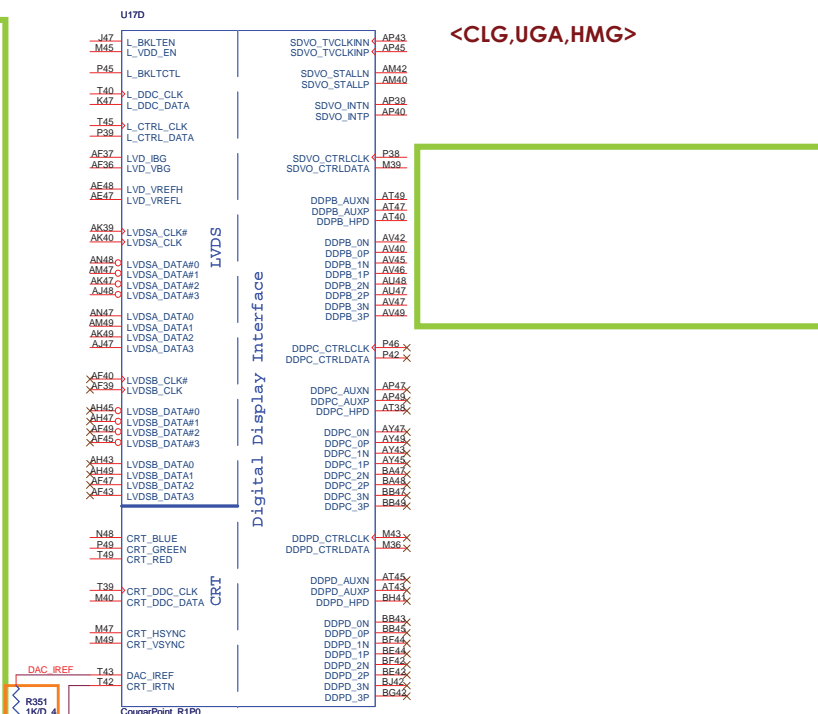 U17D
<CLG,UGA,HMG>
J47 L_BKLTEN
M45 L_VDD_EN
P45 L_BKLTCTL
T40 L_DDC_CLK
K47 L_DDC_DATA
T45 L_CTRL_CLK
P39 L_CTRL_DATA
AF37 LVD_IBG
AF36 LVD_VBG
AE48 LVD_VREFH
AE47 LVD_VREFL
AK39 LVDSA_CLK#
AK40 LVDSA_CLK
AN48 LVDSA_DATA#0
AM47 LVDSA_DATA#1
AK47 LVDSA_DATA#2
AJ48 LVDSA_DATA#3
AN47 LVDSA_DATA0
AM49 LVDSA_DATA1
AK49 LVDSA_DATA2
AJ47 LVDSA_DATA3
AF40 LVDSB_CLK#
AF39 LVDSB_CLK
AH45 LVDSB_DATA#0
AH47 LVDSB_DATA#1
AF49 LVDSB_DATA#2
AF45 LVDSB_DATA#3
AH43 LVDSB_DATA0
AH49 LVDSB_DATA1
AF47 LVDSB_DATA2
AF43 LVDSB_DATA3
N48 CRT_BLUE
P49 CRT_GREEN
T49 CRT_RED
T39 CRT_DDC_CLK
M40 CRT_DDC_DATA
M47 CRT_HSYNC
M49 CRT_VSYNC
DAC_IREF T43 DAC_IREF
T42 CRT_IRTN
R351
1K/D_4
LVDS
CRT
Digital Display Interface
SDVO_TVCLKINN AP43
SDVO_TVCLKINP AP45
SDVO_STALLN AM42
SDVO_STALLP AM40
SDVO_INTN AP39
SDVO_INTP AP40
SDVO_CTRLCLK P38
SDVO_CTRLDATA M39
DDPB_AUXN AT49
DDPB_AUXP AT47
DDPB_HPD AT40
DDPB_0N AV42
DDPB_0P AV40
DDPB_1N AV45
DDPB_1P AV46
DDPB_2N AU48
DDPB_2P AU47
DDPB_3N AV47
DDPB_3P AV49
DDPC_CTRLCLK P46
DDPC_CTRLDATA P42
DDPC_AUXN AP47
DDPC_AUXP AP49
DDPC_HPD AT38
DDPC_0N AY47
DDPC_0P AY49
DDPC_1N AY43
DDPC_1P AY45
DDPC_2N BA47
DDPC_2P BA48
DDPC_3N BB47
DDPC_3P BB49
DDPD_CTRLCLK M43
DDPD_CTRLDATA M36
DDPD_AUXN AT45
DDPD_AUXP AT43
DDPD_HPD BH41
DDPD_0N BB43
DDPD_0P BB45
DDPD_1N BF44
DDPD_1P BE44
DDPD_2N BF42
DDPD_2P BE42
DDPD_3N BJ42
DDPD_3P BG42
CougarPoint_R1P0